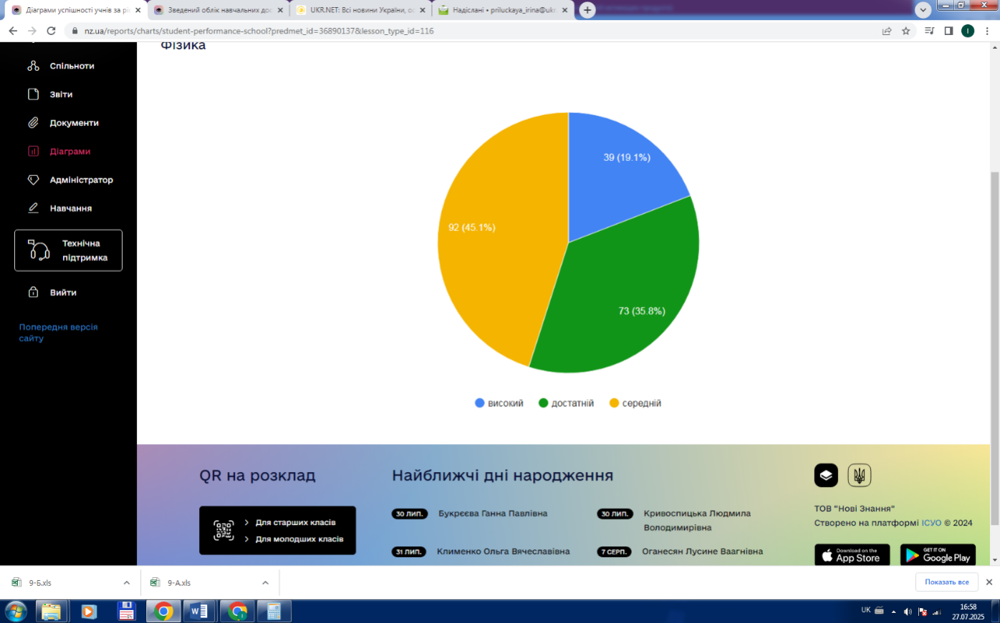 Діаграми успішності учнів за рі
Зведений облік навчальних дос
UKR.NET: Всі новини України, ос
Надіслані • priluckaya_irina@ukr.
nz.ua/reports/charts/student-performance-school?predmet_id=36890137&lesson_type_id=116
I
Фізика
Спільноти
Звіти
Документи
Діаграми
Адміністратор
Навчання
Технічна
підтримка
Вийти
Попередня версія
сайту
39 (19.1%)
92 (45.1%)
73 (35.8%)
високий
достатній
середній
QR на розклад
Для старших класів
Для молодших класів
Найближчі дні народження
30 ЛИП. Букреєва Ганна Павлівна
30 ЛИП. Кривоспицька Людмила
Володимирівна
31 ЛИП. Клименко Ольга Вячеславівна
7 СЕРП. Оганесян Лусине Ваагнівна
ТОВ "Нові Знання"
Створено на платформі ІСУО © 2024
Download on the
App Store
GET IT ON
Google Play
9-Б.xls
9-А.xls
Показать все
UK
16:58
27.07.2025